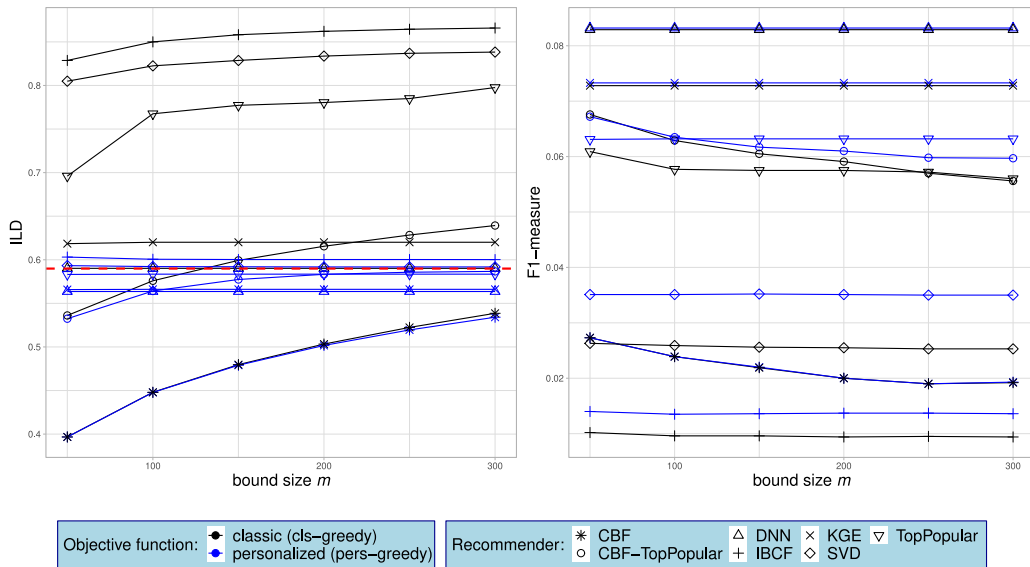 ILD
0.8
0.7
0.6
0.5
0.4
100
200
300
bound size m
F1-measure
0.08
0.06
0.04
0.02
100
200
300
bound size m
Objective function:
classic (cls-greedy)
personalized (pers-greedy)
Recommender:
CBF
DNN
KGE
TopPopular
CBF-TopPopular
IBCF
SVD